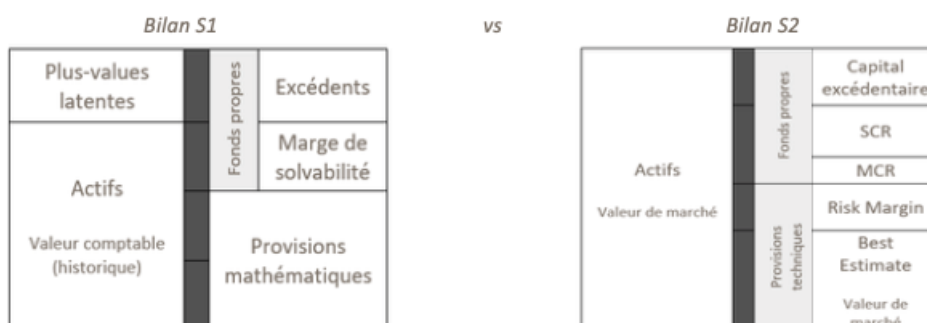 Bilan S1
vs
Bilan S2
Plus-values
latentes
Fonds propres
Excédents
Marge de
solvabilité
Actifs
Valeur comptable
(historique)
Provisions
mathématiques
Actifs
Valeur de marché
Fonds propres
Capital
excédentaire
SCR
MCR
Provisions
techniques
Risk Margin
Best
Estimate
Valeur de
marché